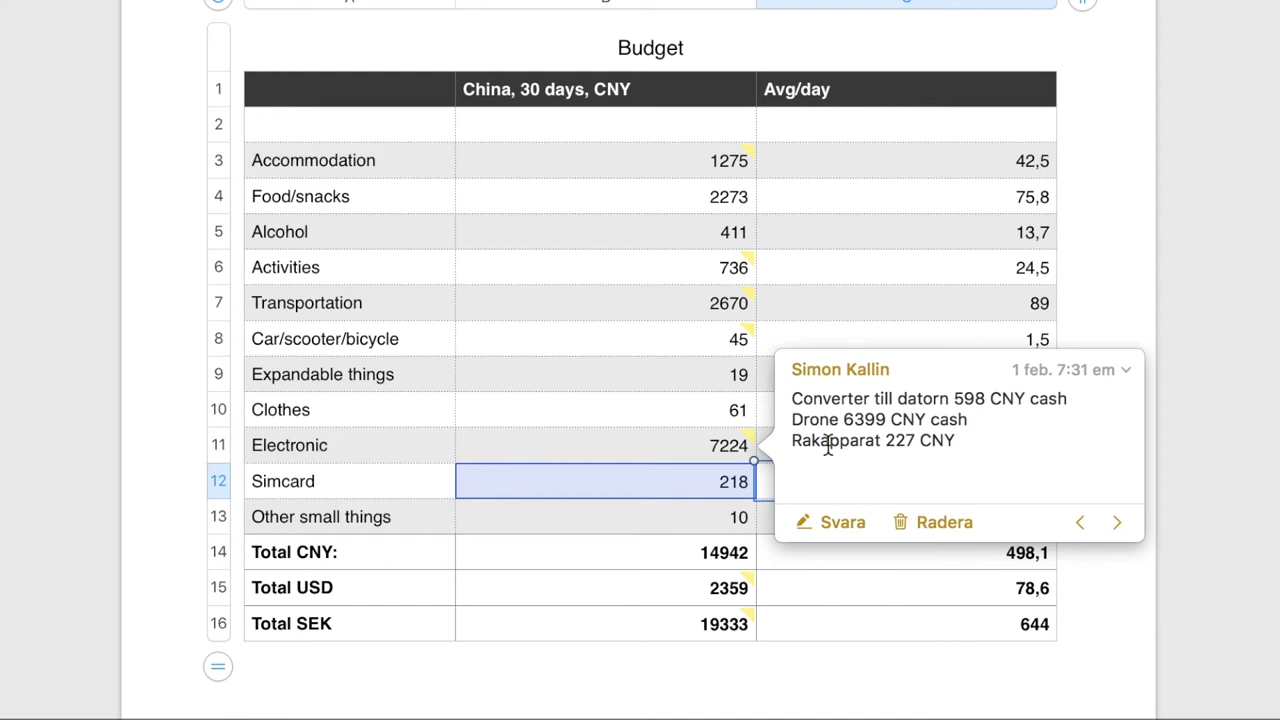 Budget
1 China, 30 days, CNY Avg/day
2
3 Accommodation 1275 42,5
4 Food/snacks 2273 75,8
5 Alcohol 411 13,7
6 Activities 736 24,5
7 Transportation 2670 89
8 Car/scooter/bicycle 45 1,5
9 Expandable things 19
10 Clothes 61
11 Electronic 7224
12 Simcard 218
13 Other small things 10
14 Total CNY: 14942 498,1
15 Total USD 2359 78,6
16 Total SEK 19333 644
Simon Kallin 1 feb. 7:31 em
Converter till datorn 598 CNY cash
Drone 6399 CNY cash
Rakapparat 227 CNY
Svara Radera